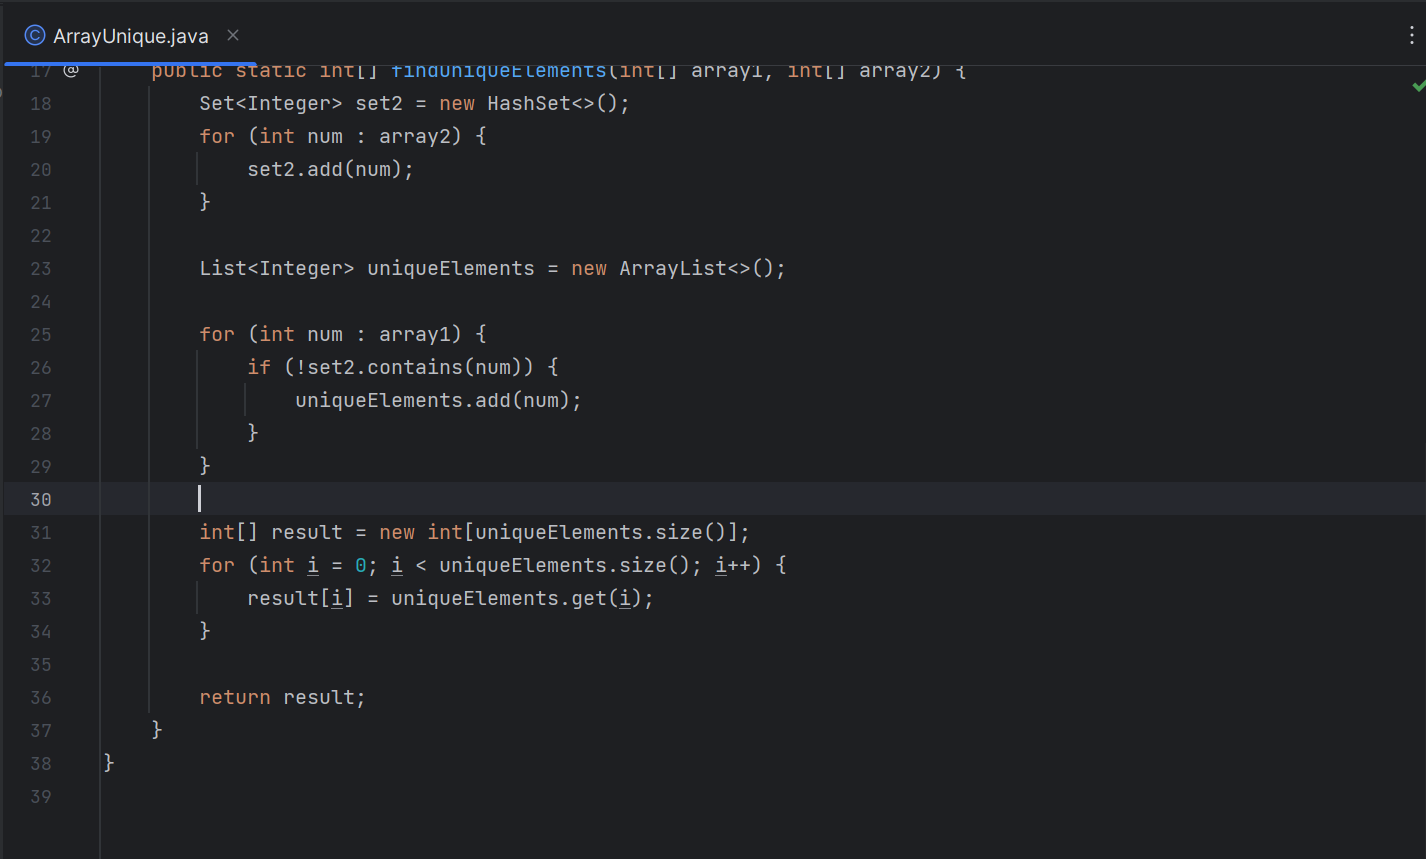 ArrayUnique.java
17 @ public static int[] findUniqueElements(int[] array1, int[] array2) {
18 Set<Integer> set2 = new HashSet<>();
19 for (int num : array2) {
20 set2.add(num);
21 }
22
23 List<Integer> uniqueElements = new ArrayList<>();
24
25 for (int num : array1) {
26 if (!set2.contains(num)) {
27 uniqueElements.add(num);
28 }
29 }
30
31 int[] result = new int[uniqueElements.size()];
32 for (int i = 0; i < uniqueElements.size(); i++) {
33 result[i] = uniqueElements.get(i);
34 }
35
36 return result;
37 }
38 }
39